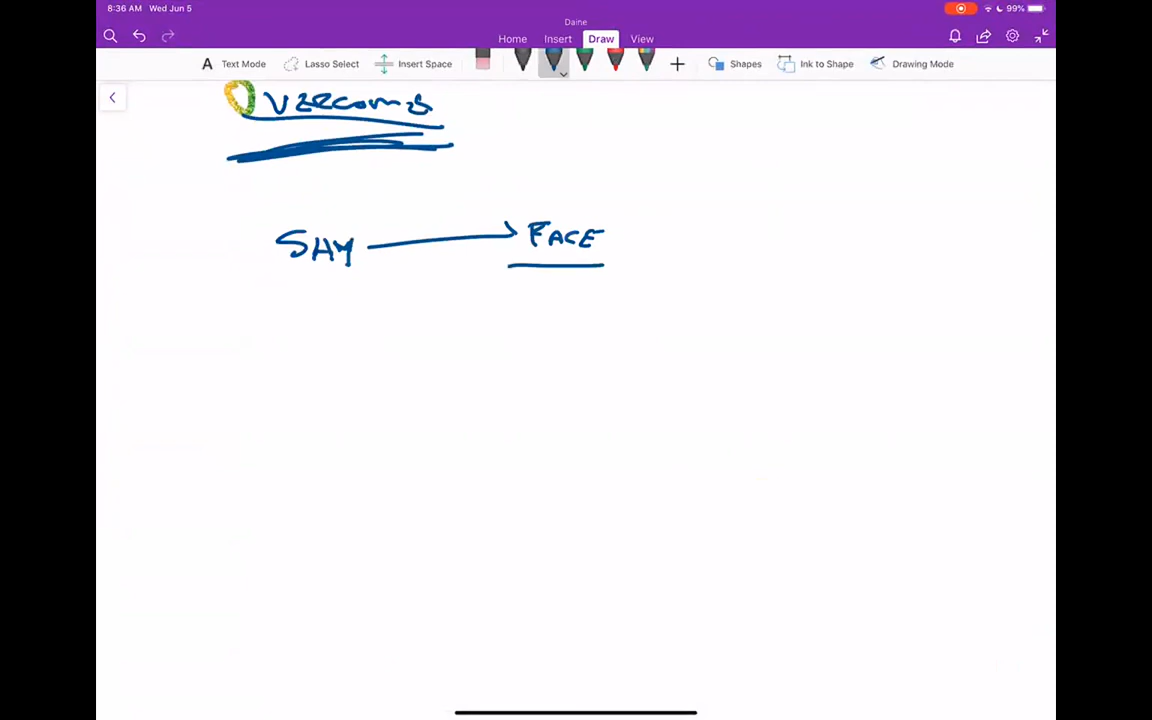 8:36 AM Wed Jun 5
99%
Daine
Home Insert Draw View
A Text Mode Lasso Select Insert Space Shapes Ink to Shape Drawing Mode
SHY FACE